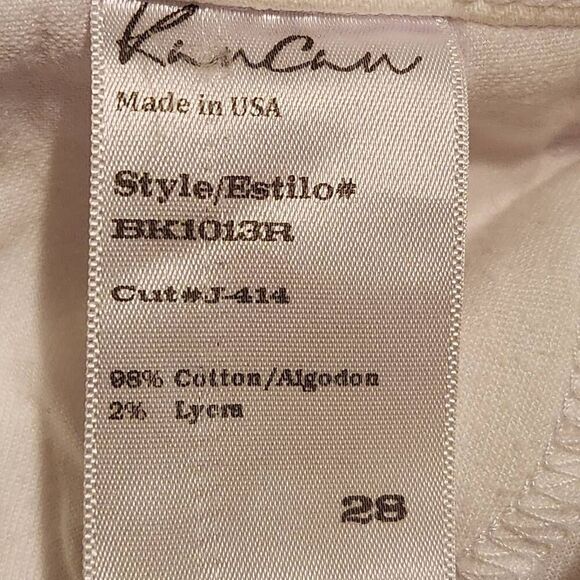 KanCan
Made in USA
Style/Estilo#
BK1013R
Cut#J-414
98% Cotton/Algodon
2% Lycra
28